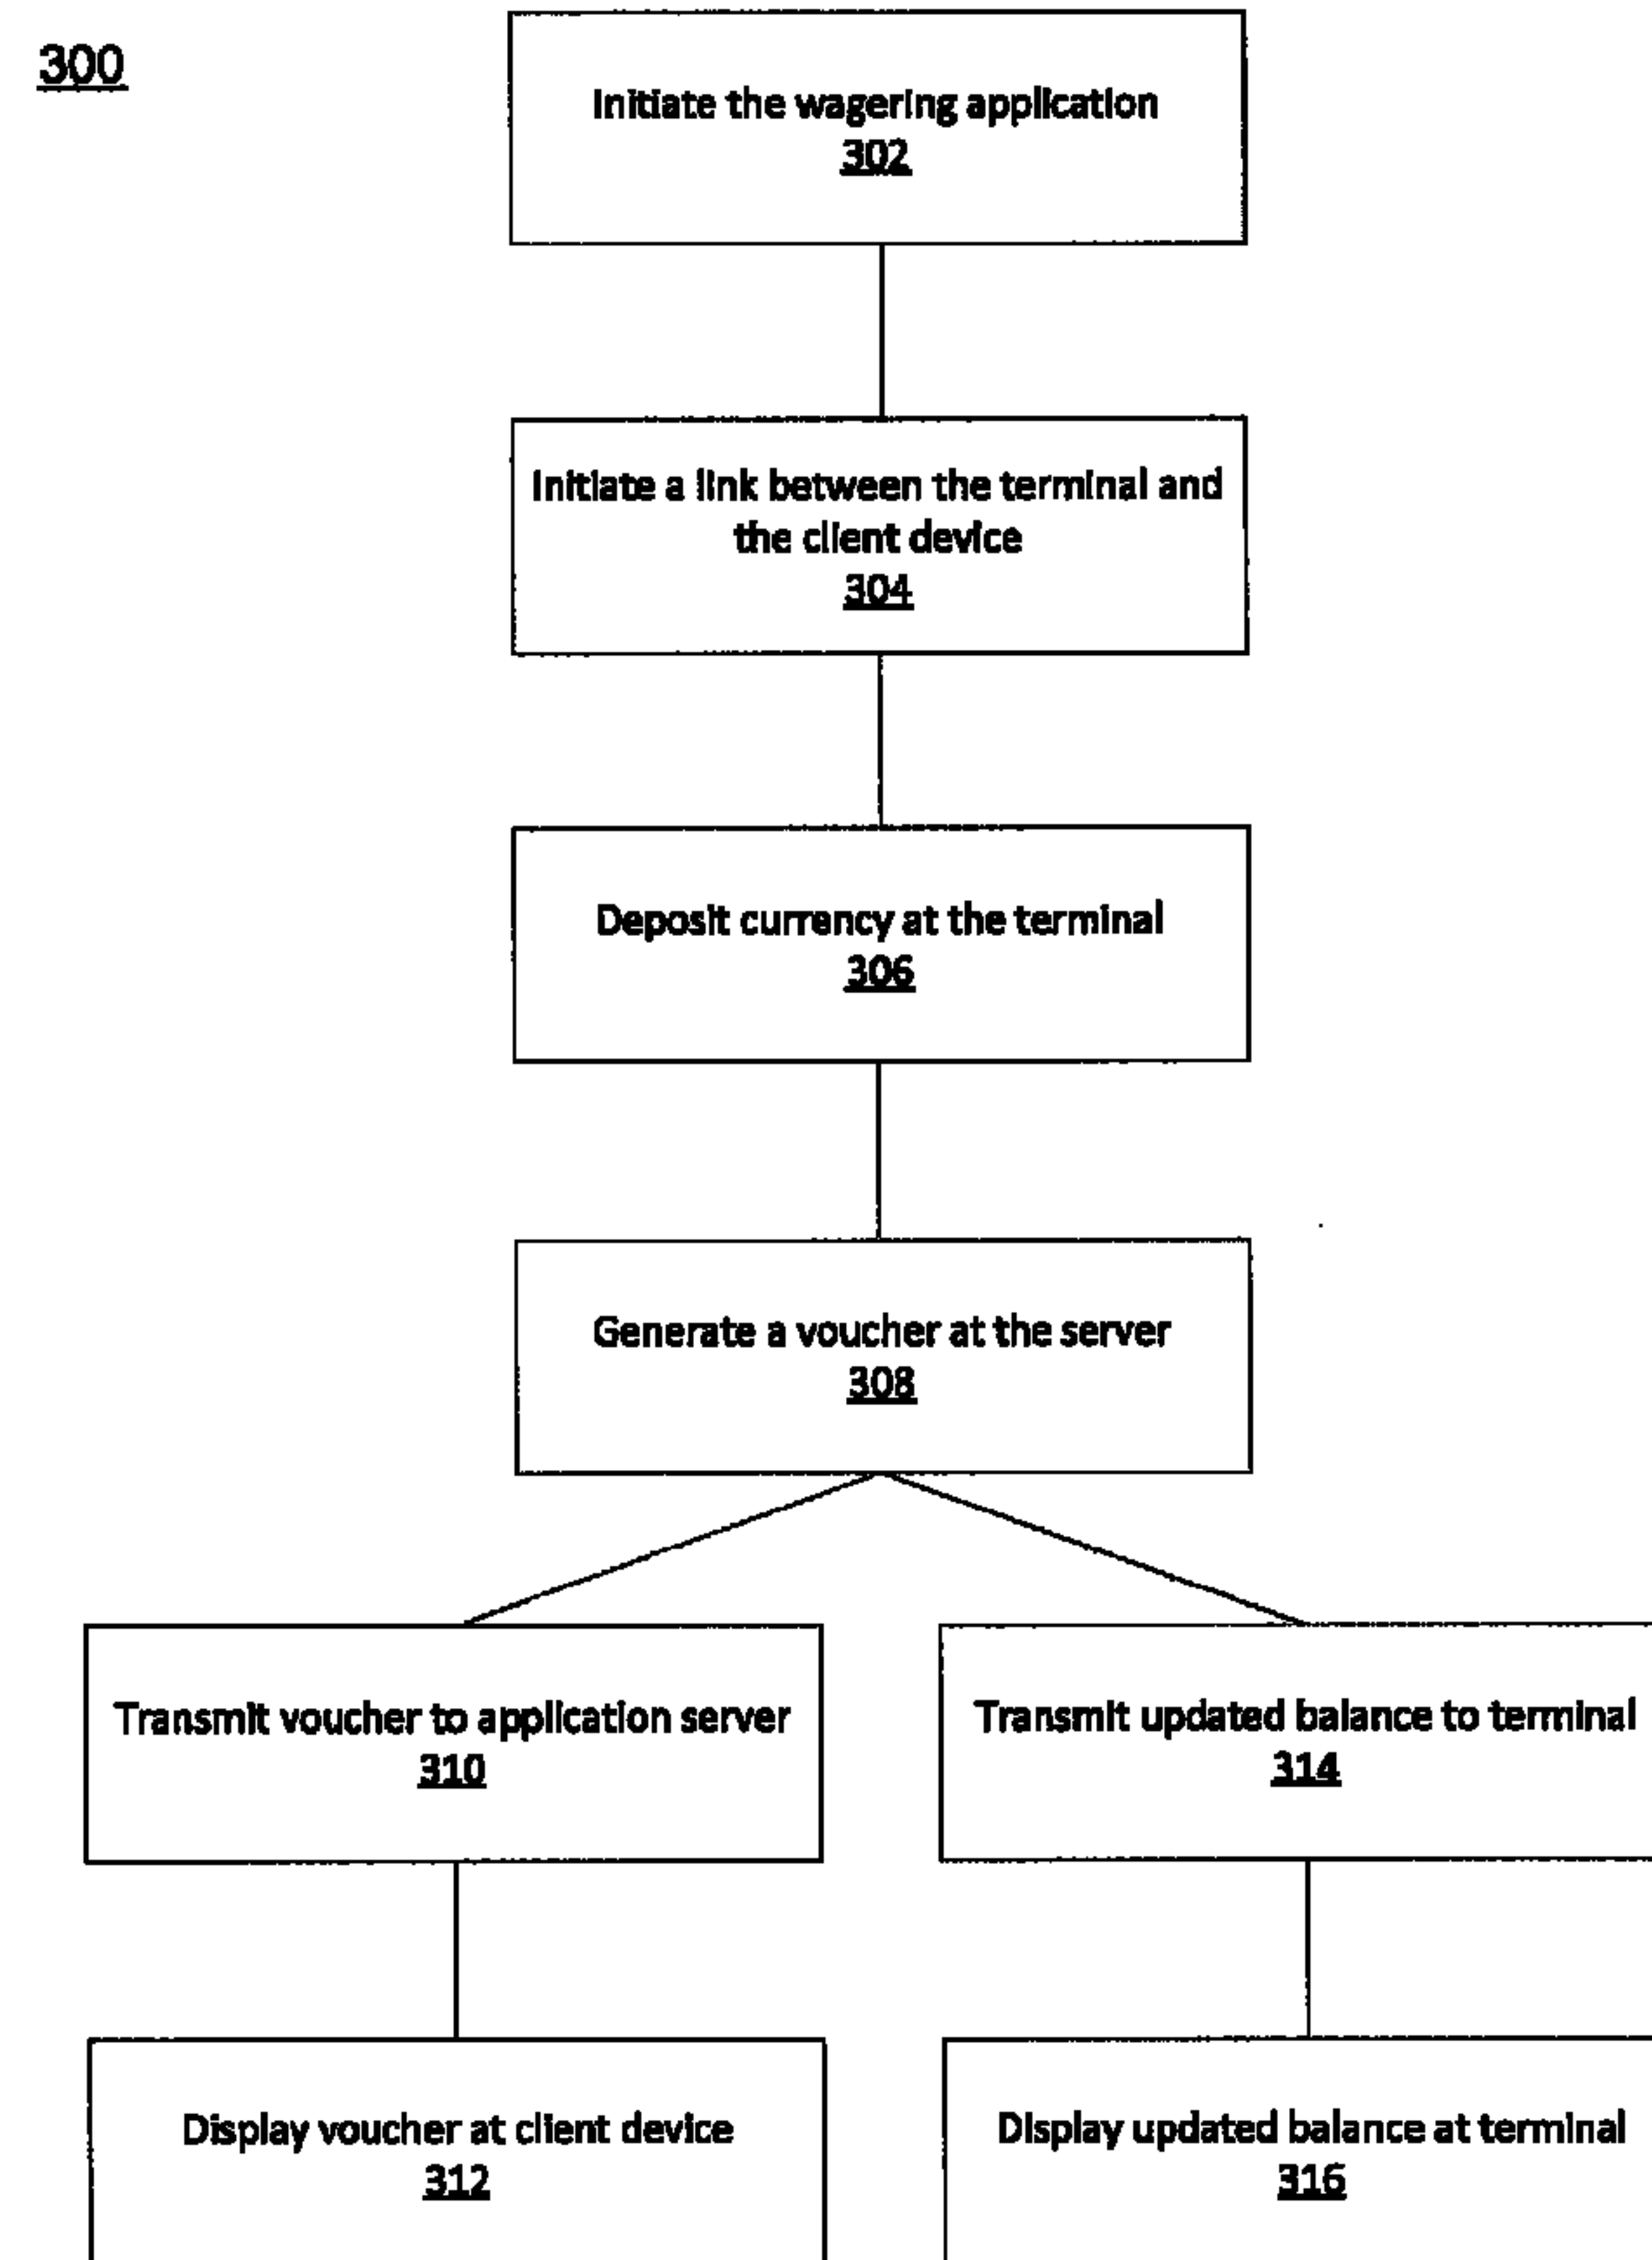 300
Initiate the wagering application
302
Initiate a link between the terminal and
the client device
304
Deposit currency at the terminal
306
Generate a voucher at the server
308
Transmit voucher to application server
310
Transmit updated balance to terminal
314
Display voucher at client device
312
Display updated balance at terminal
316